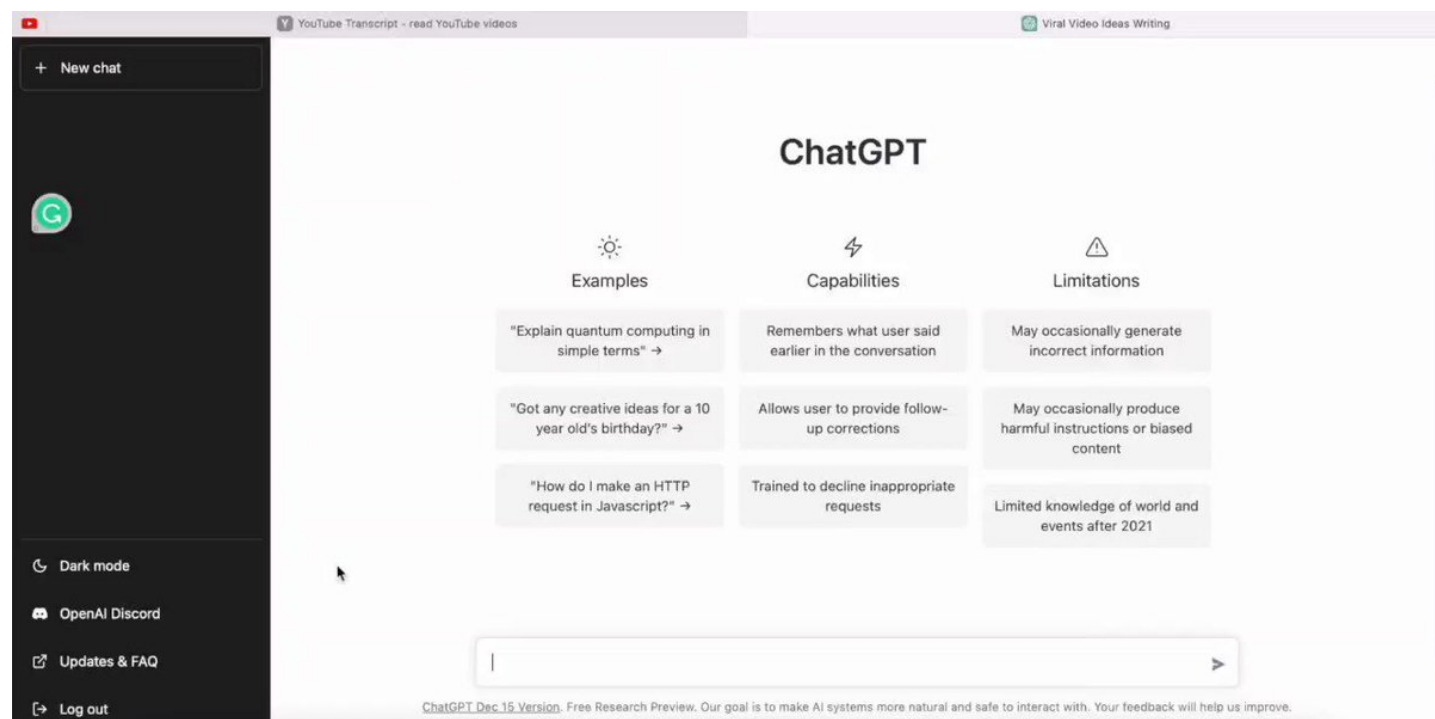 YouTube Transcript - read YouTube videos
Viral Video Ideas Writing
+ New chat
Dark mode
OpenAI Discord
Updates & FAQ
Log out
ChatGPT
Examples
"Explain quantum computing in
simple terms" →
"Got any creative ideas for a 10
year old's birthday?" →
"How do I make an HTTP
request in Javascript?" →
Capabilities
Remembers what user said
earlier in the conversation
Allows user to provide follow-
up corrections
Trained to decline inappropriate
requests
Limitations
May occasionally generate
incorrect information
May occasionally produce
harmful instructions or biased
content
Limited knowledge of world and
events after 2021
ChatGPT Dec 15 Version. Free Research Preview. Our goal is to make AI systems more natural and safe to interact with. Your feedback will help us improve.